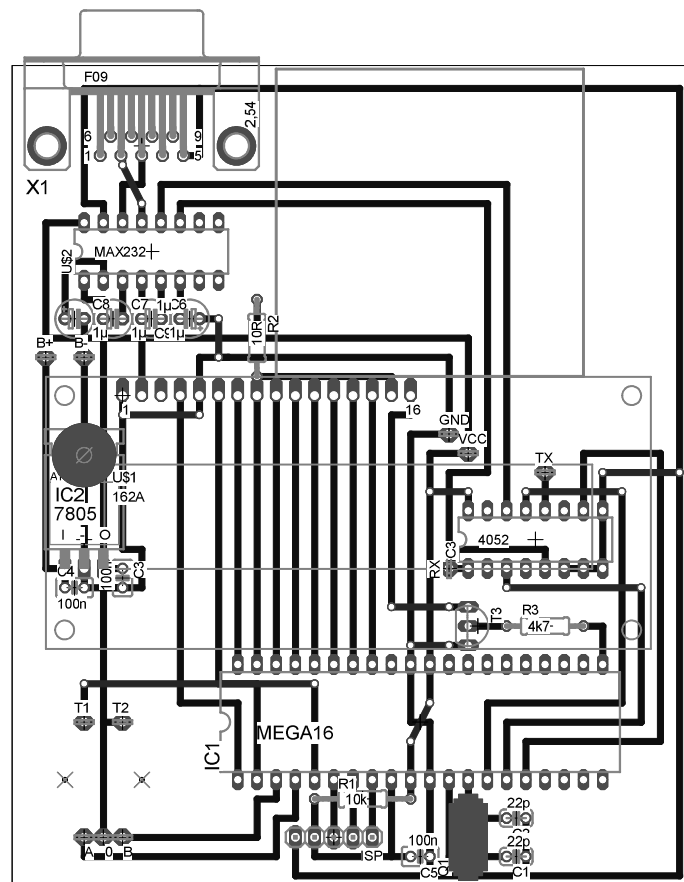 F09
2,54
6 9
1 5
X1
MAX232
U$2
C8 C7 1µ C6
1µ 1µ C9 1µ
10R
R2
B+ B-
1 16
GND
VCC
TX
U$1
162A
IC2
7805
I - O
4052
C3
RX
C4
100n
C3
100n
T3
R3
4k7
T1 T2
MEGA16
IC1
R1
10k
22p
A 0 B
ISP
100n
C5
Q1
22p
C1